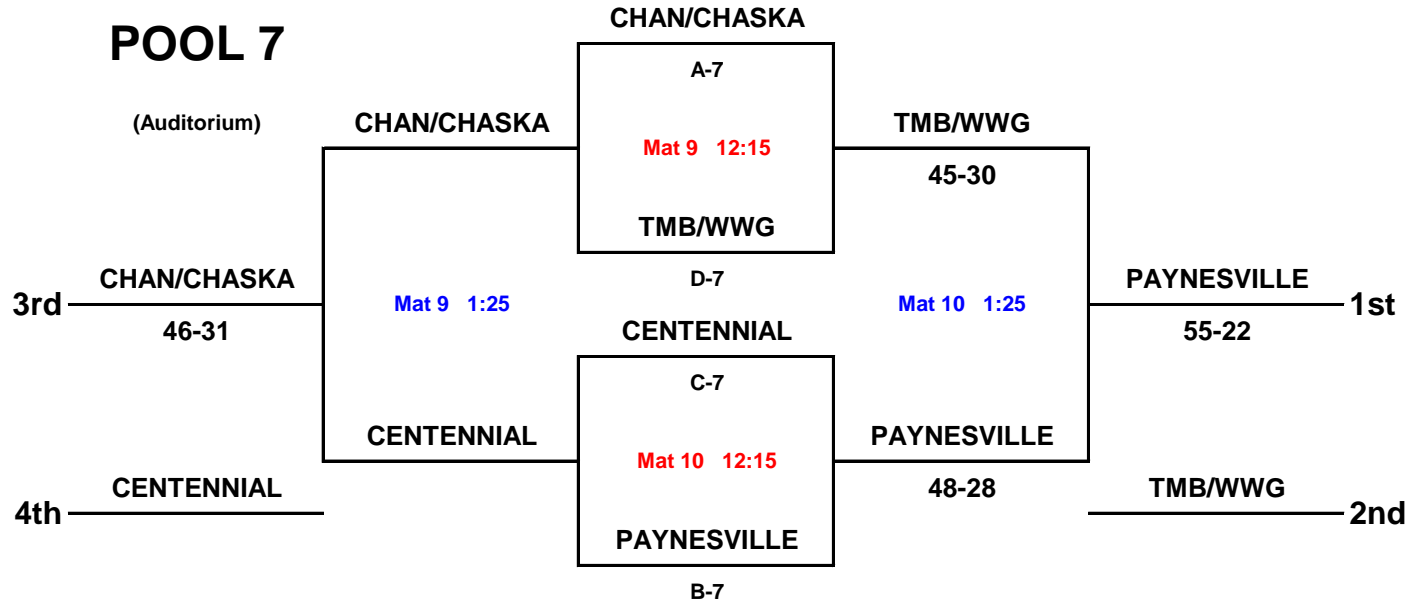 CHAN/CHASKA
POOL 7
A-7
(Auditorium)
CHAN/CHASKA
TMB/WWG
Mat 9 12:15
45-30
TMB/WWG
D-7
CHAN/CHASKA
PAYNESVILLE
3rd
Mat 9 1:25
Mat 10 1:25
1st
46-31
CENTENNIAL
55-22
C-7
CENTENNIAL
PAYNESVILLE
Mat 10 12:15
CENTENNIAL
48-28
TMB/WWG
4th
2nd
PAYNESVILLE
B-7